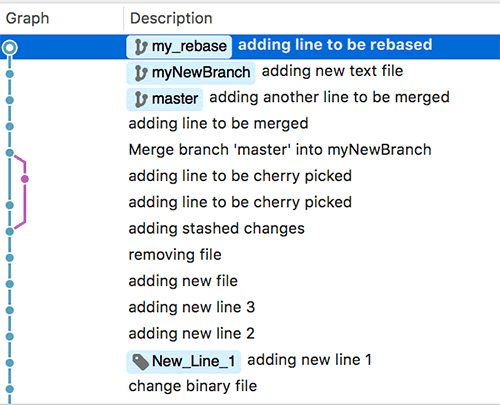 Graph Description
my_rebase adding line to be rebased
myNewBranch adding new text file
master adding another line to be merged
adding line to be merged
Merge branch 'master' into myNewBranch
adding line to be cherry picked
adding line to be cherry picked
adding stashed changes
removing file
adding new file
adding new line 3
adding new line 2
New_Line_1 adding new line 1
change binary file